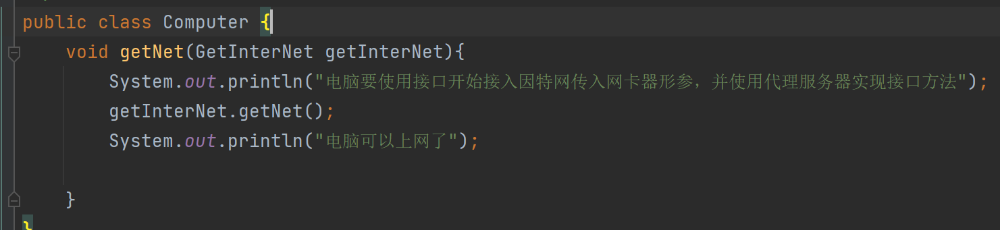 public class Computer {
void getNet(GetInterNet getInterNet){
System.out.println("电脑要使用接口开始接入因特网传入网卡器形参，并使用代理服务器实现接口方法");
getInterNet.getNet();
System.out.println("电脑可以上网了");
}
}